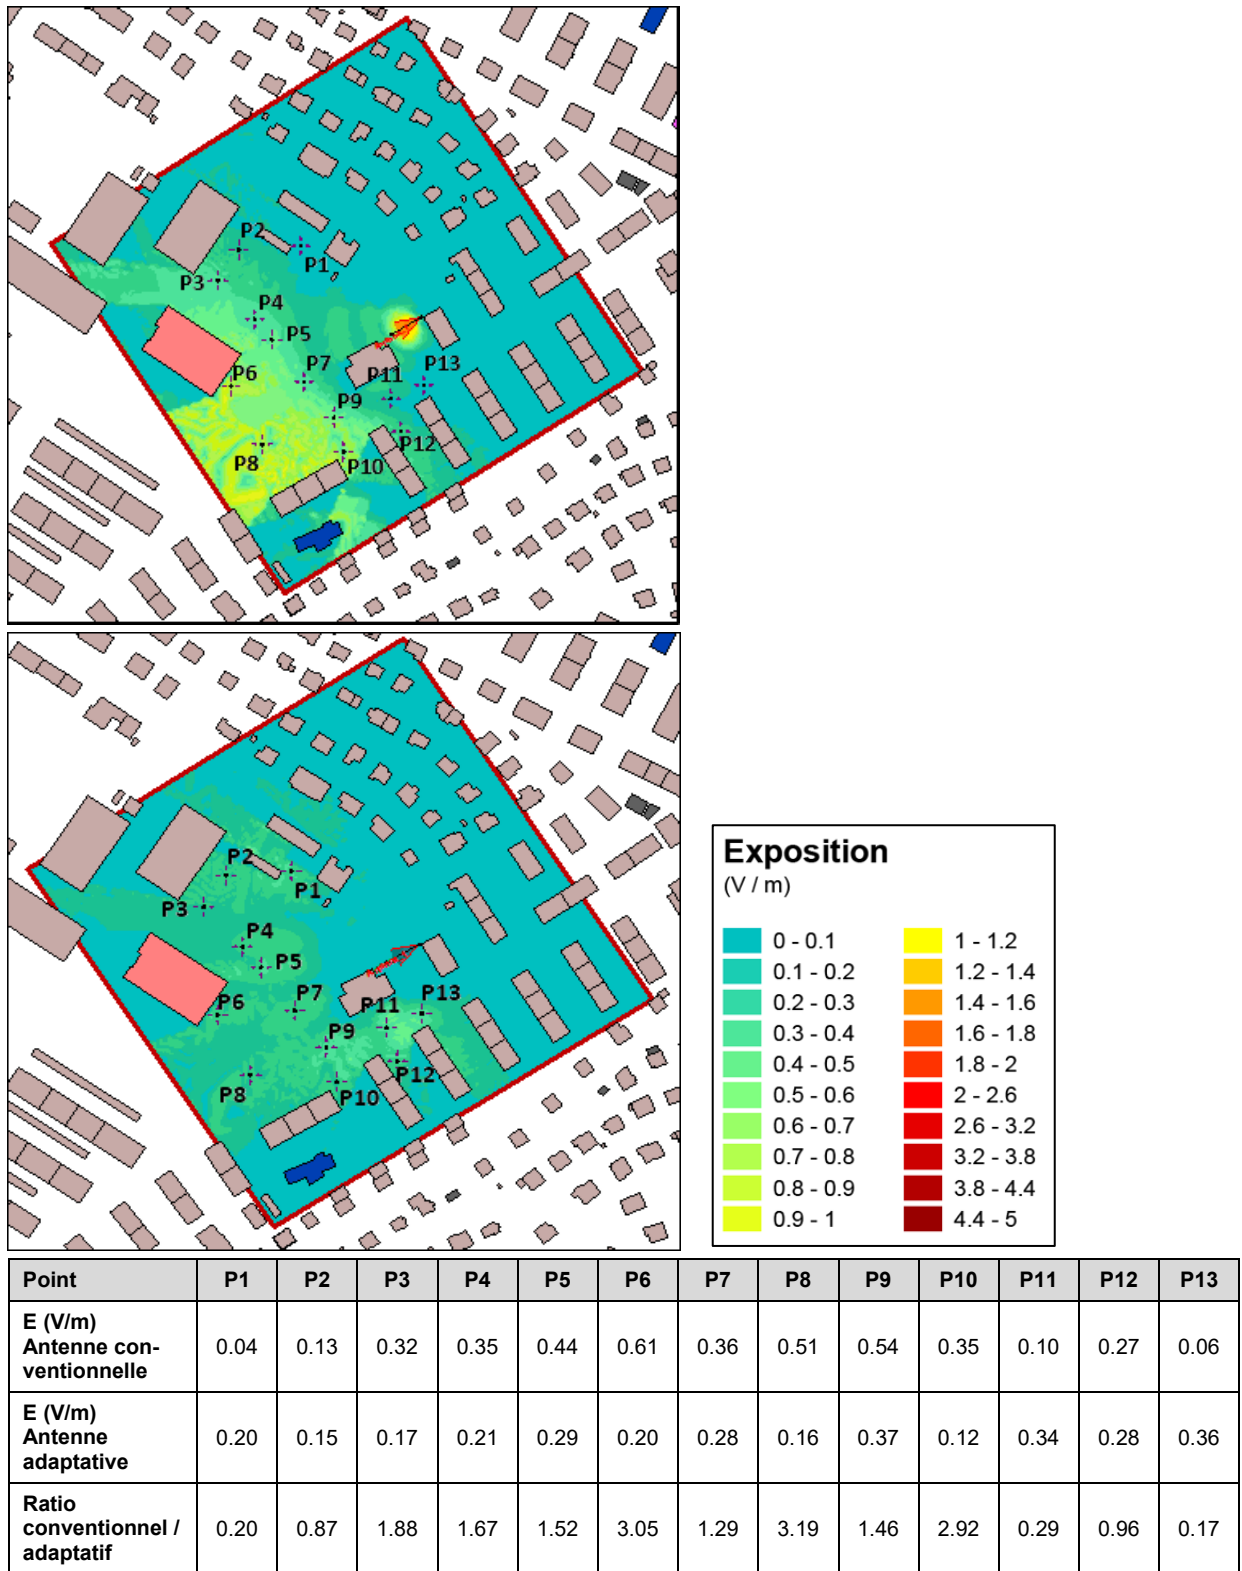 P2
P1
P3
P4
P5
P7
P13
P6
P11
P9
P12
P8
P10
P2
P1
P3
P4
P5
P7
P13
P6
P11
P9
P12
P8
P10
Exposition
(V / m)
0 - 0.1 1 - 1.2
0.1 - 0.2 1.2 - 1.4
0.2 - 0.3 1.4 - 1.6
0.3 - 0.4 1.6 - 1.8
0.4 - 0.5 1.8 - 2
0.5 - 0.6 2 - 2.6
0.6 - 0.7 2.6 - 3.2
0.7 - 0.8 3.2 - 3.8
0.8 - 0.9 3.8 - 4.4
0.9 - 1 4.4 - 5
Point P1 P2 P3 P4 P5 P6 P7 P8 P9 P10 P11 P12 P13
E (V/m)
Antenne con-
ventionnelle
0.04 0.13 0.32 0.35 0.44 0.61 0.36 0.51 0.54 0.35 0.10 0.27 0.06
E (V/m)
Antenne
adaptative
0.20 0.15 0.17 0.21 0.29 0.20 0.28 0.16 0.37 0.12 0.34 0.28 0.36
Ratio
conventionnel /
adaptatif
0.20 0.87 1.88 1.67 1.52 3.05 1.29 3.19 1.46 2.92 0.29 0.96 0.17